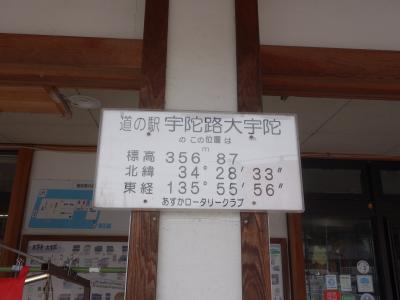 道の駅 宇陀路大宇陀
の この位置 は
m
標高 356 87
北緯 34° 28′ 33″
東経 135° 55′ 56″
あすかロータリークラブ